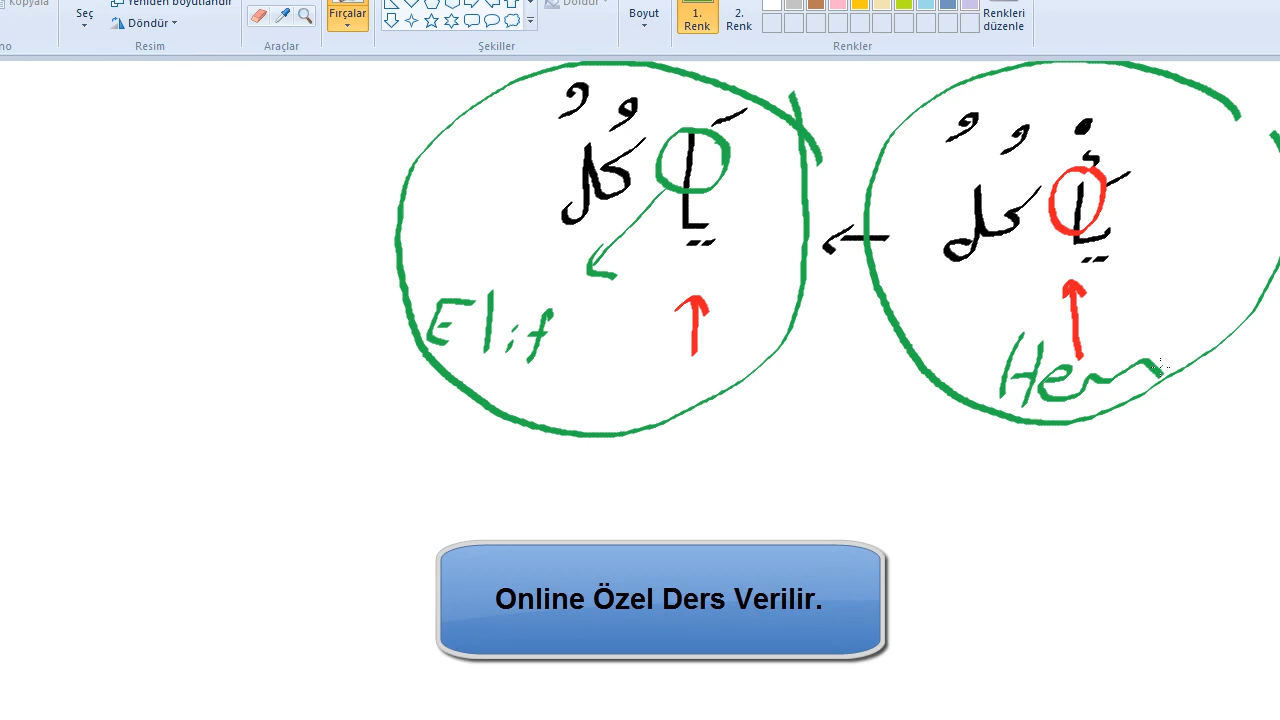 Kopyala
Seç
Yeniden boyutlandır
Döndür
Resim
Araçlar
Fırçalar
Şekiller
Doldur
Boyut
1.
Renk
2.
Renk
Renkler
Renkleri
düzenle
يَأْكُلُ
←
يَاكُلُ
Elif
Hem
Online Özel Ders Verilir.